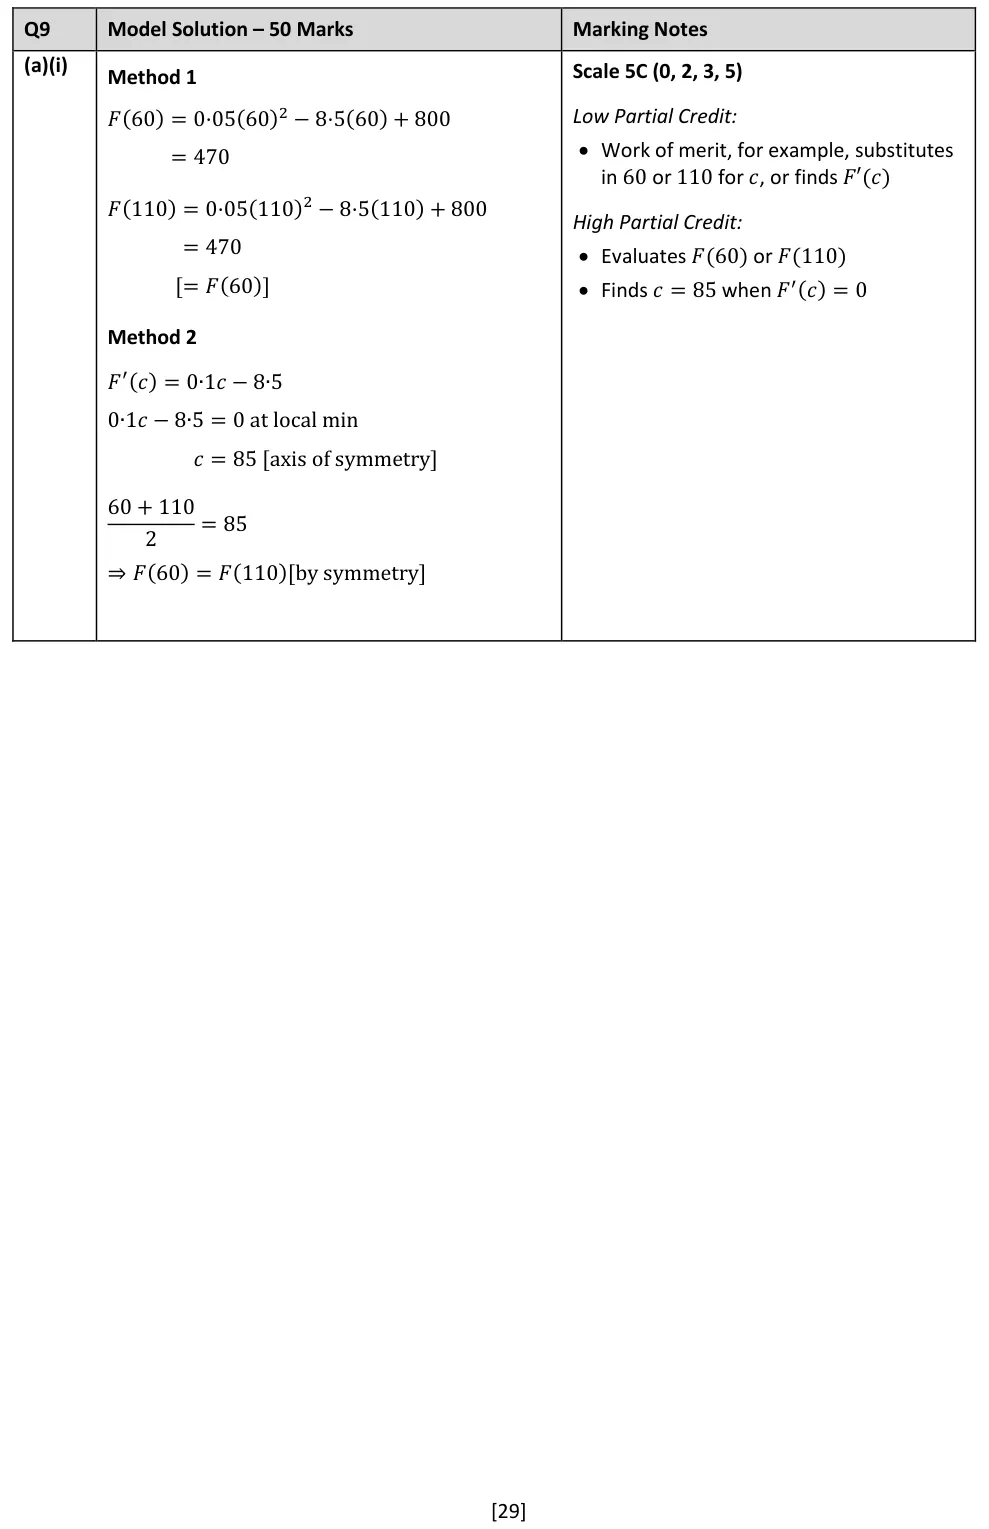 Q9 Model Solution – 50 Marks Marking Notes
(a)(i)
Method 1
F(60) = 0·05(60)² − 8·5(60) + 800
= 470
F(110) = 0·05(110)² − 8·5(110) + 800
= 470
[= F(60)]
Method 2
F′(c) = 0·1c − 8·5
0·1c − 8·5 = 0 at local min
c = 85 [axis of symmetry]
60 + 110
2
= 85
⇒ F(60) = F(110)[by symmetry]
Scale 5C (0, 2, 3, 5)
Low Partial Credit:
• Work of merit, for example, substitutes
in 60 or 110 for c, or finds F′(c)
High Partial Credit:
• Evaluates F(60) or F(110)
• Finds c = 85 when F′(c) = 0
[29]